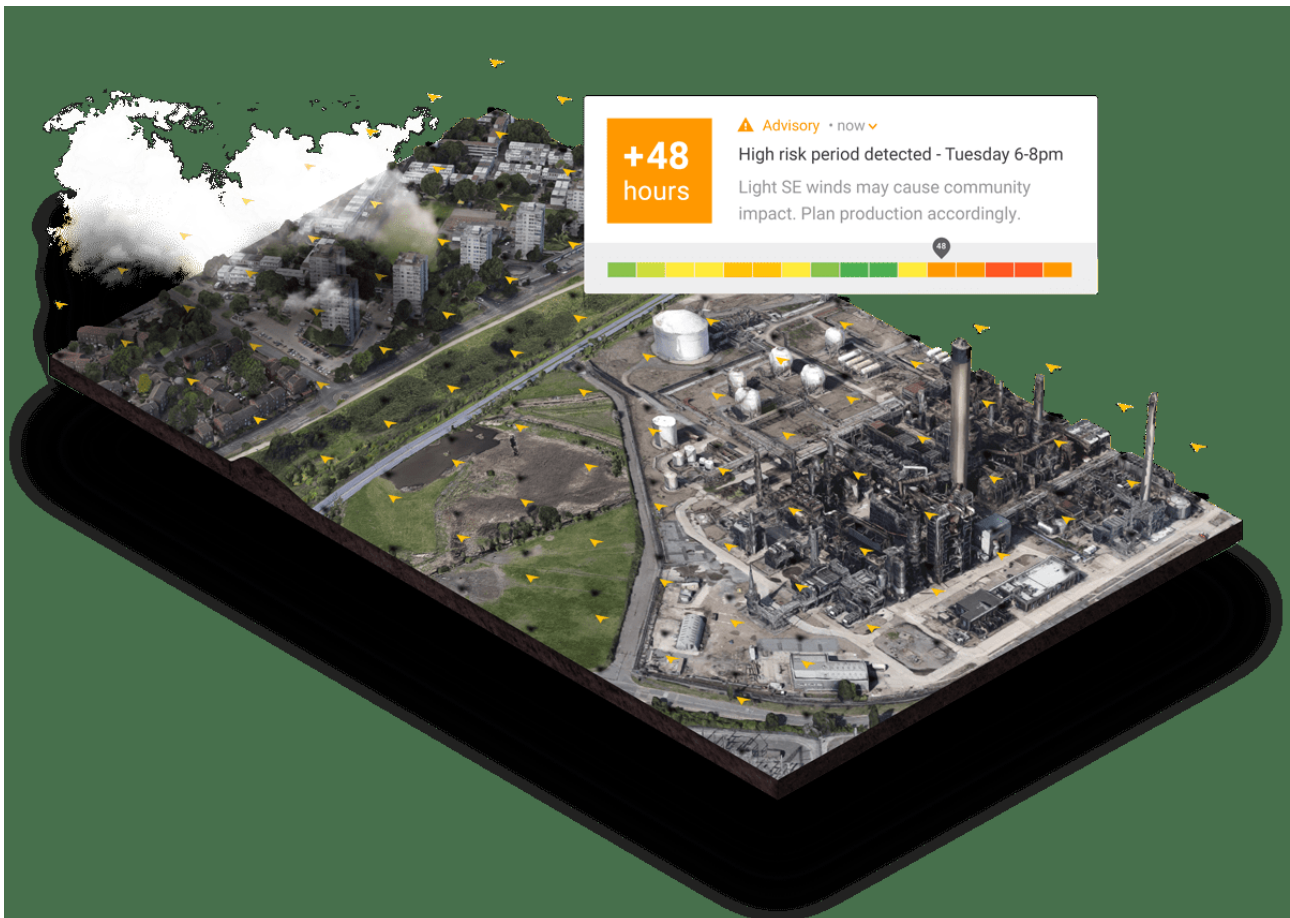 +48
hours
Advisory • now
High risk period detected - Tuesday 6-8pm
Light SE winds may cause community
impact. Plan production accordingly.
48